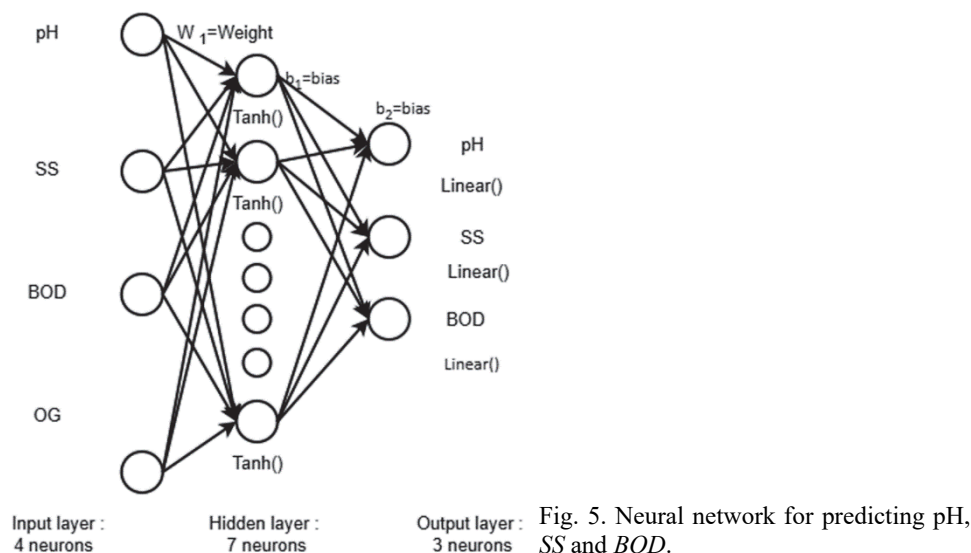 pH
W 1=Weight
b1=bias
Tanh()
b2=bias
pH
SS
Linear()
Tanh()
SS
Linear()
BOD
BOD
Linear()
OG
Tanh()
Input layer :
4 neurons
Hidden layer :
7 neurons
Output layer :
3 neurons
Fig. 5. Neural network for predicting pH,
SS and BOD.